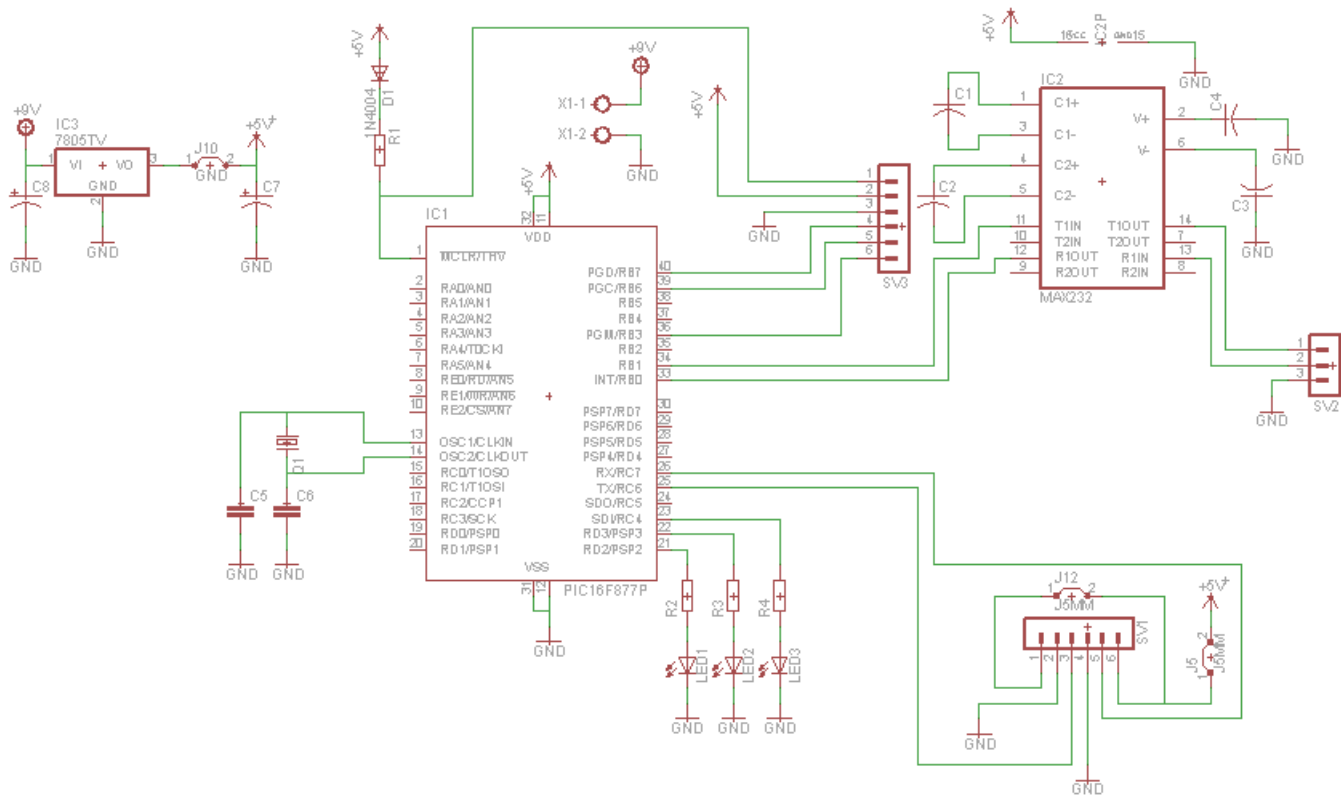 +9V
IC3
7805TV
1
VI
VO
3
GND
2
C8
GND
GND
J10
1
2
GND
+5V
C7
GND
+5V
1N4004
D1
R1
X1-1
X1-2
+9V
GND
+5V
+5V
IC1
32
11
VDD
1
MCLR/THV
2
RA0/AN0
3
RA1/AN1
4
RA2/AN2
5
RA3/AN3
6
RA4/T0CKI
7
RA5/AN4
8
RE0/RD/AN5
9
RE1/WR/AN6
10
RE2/CS/AN7
13
OSC1/CLKIN
14
OSC2/CLKOUT
15
RC0/T1OSO
16
RC1/T1OSI
17
RC2/CCP1
18
RC3/SCK
19
RD0/PSP0
20
RD1/PSP1
PGD/RB7
40
PGC/RB6
39
RB5
38
RB4
37
PGM/RB3
36
RB2
35
RB1
34
INT/RB0
33
PSP7/RD7
30
PSP6/RD6
29
PSP5/RD5
28
PSP4/RD4
27
RX/RC7
26
TX/RC6
25
SDO/RC5
24
SDI/RC4
23
RD3/PSP3
22
RD2/PSP2
21
VSS
31
12
PIC16F877P
GND
Q1
C5
C6
GND
GND
R2
R3
R4
LED1
LED2
LED3
GND
GND
GND
1
2
3
4
5
6
SV3
GND
+5V
16
CC
IC2P
GND
15
GND
IC2
C1
C2
1
C1+
3
C1-
4
C2+
5
C2-
11
T1IN
10
T2IN
12
R1OUT
9
R2OUT
V+
2
V-
6
T1OUT
14
T2OUT
7
R1IN
13
R2IN
8
MAX232
C4
GND
C3
GND
1
2
3
SV2
GND
J12
1
2
J5MM
SV1
1
2
3
4
5
6
GND
GND
+5V
2
J5
J5MM
1